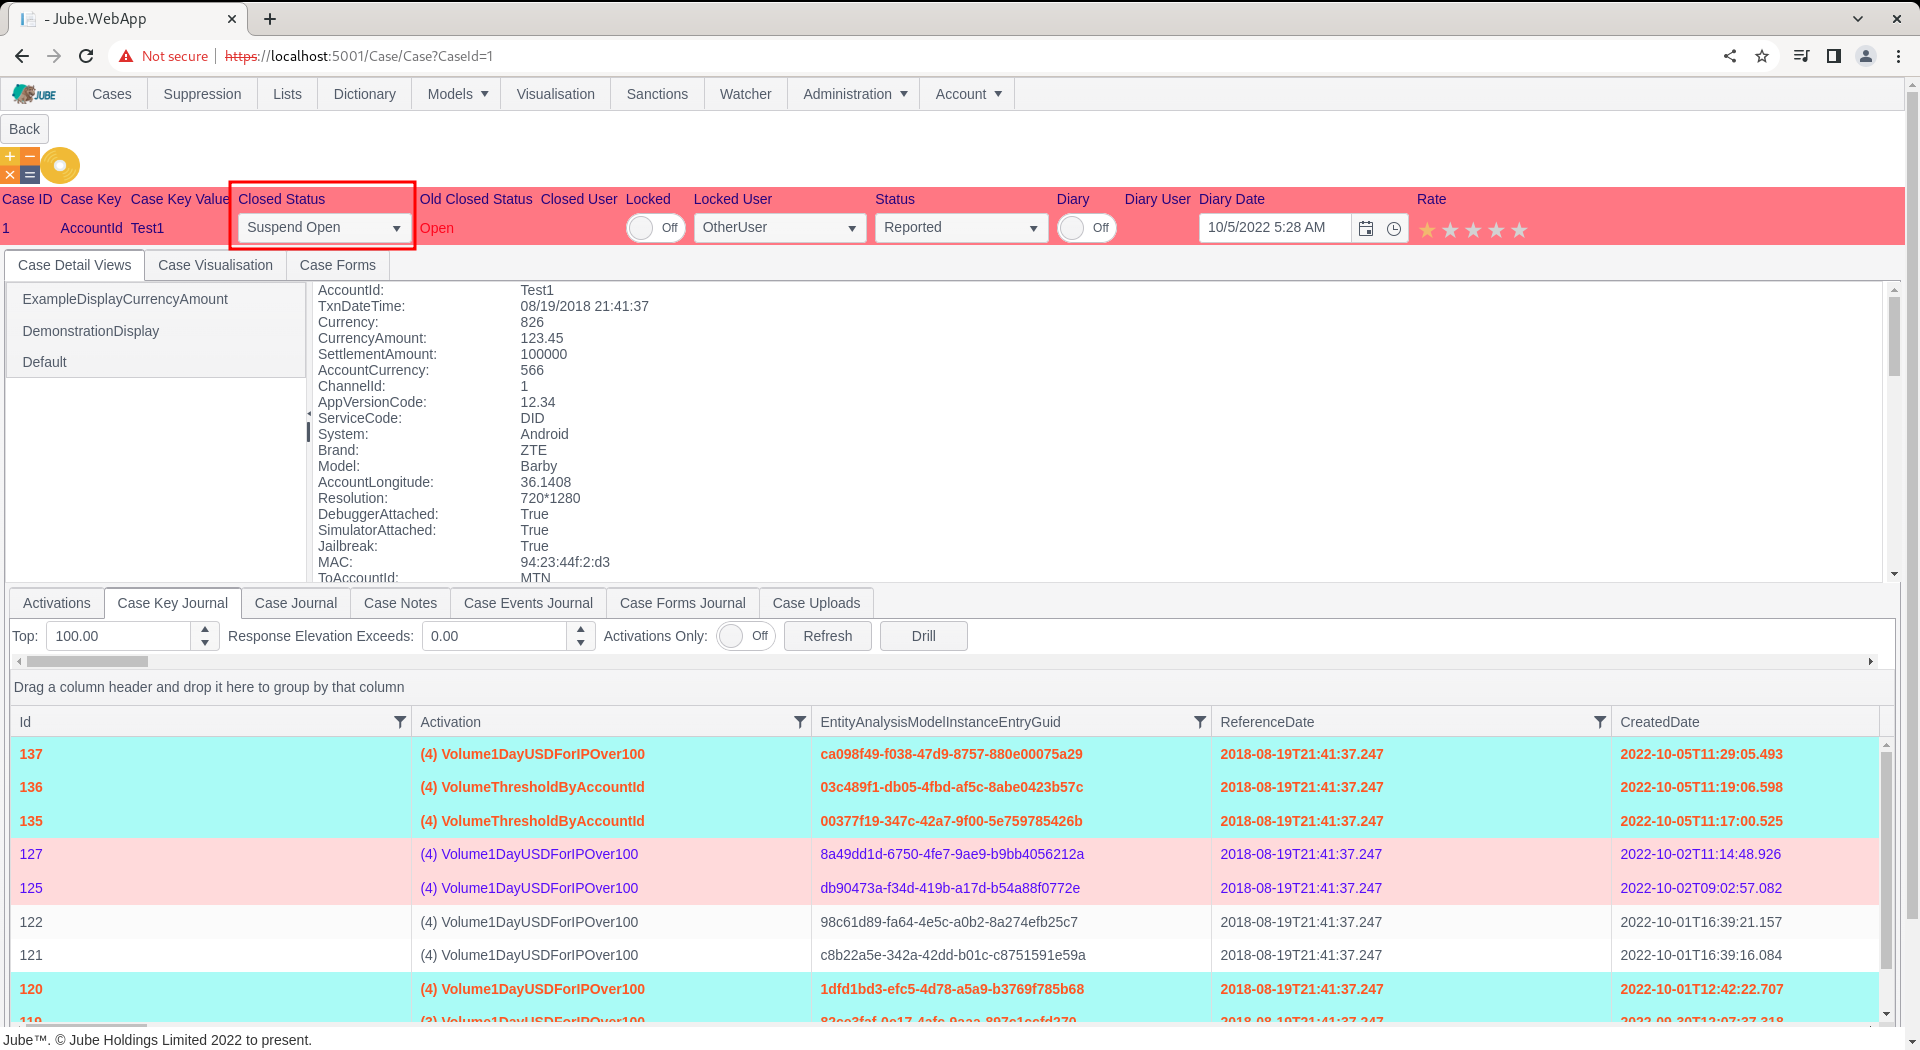 - Jube.WebApp
Not secure | https://localhost:5001/Case/Case?CaseId=1
JUBE Cases Suppression Lists Dictionary Models Visualisation Sanctions Watcher Administration Account
Back
Case ID Case Key Case Key Value Closed Status Old Closed Status Closed User Locked Locked User Status Diary Diary User Diary Date Rate
1 AccountId Test1 Suspend Open Open Off OtherUser Reported Off 10/5/2022 5:28 AM
Case Detail Views Case Visualisation Case Forms
ExampleDisplayCurrencyAmount
DemonstrationDisplay
Default
AccountId: Test1
TxnDateTime: 08/19/2018 21:41:37
Currency: 826
CurrencyAmount: 123.45
SettlementAmount: 100000
AccountCurrency: 566
ChannelId: 1
AppVersionCode: 12.34
ServiceCode: DID
System: Android
Brand: ZTE
Model: Barby
AccountLongitude: 36.1408
Resolution: 720*1280
DebuggerAttached: True
SimulatorAttached: True
Jailbreak: True
MAC: 94:23:44f:2:d3
ToAccountId: MTN
Activations Case Key Journal Case Journal Case Notes Case Events Journal Case Forms Journal Case Uploads
Top: 100.00 Response Elevation Exceeds: 0.00 Activations Only: Off Refresh Drill
Drag a column header and drop it here to group by that column
Id Activation EntityAnalysisModelInstanceEntryGuid ReferenceDate CreatedDate
137 (4) Volume1DayUSDForIPOver100 ca098f49-f038-47d9-8757-880e00075a29 2018-08-19T21:41:37.247 2022-10-05T11:29:05.493
136 (4) VolumeThresholdByAccountId 03c489f1-db05-4fbd-af5c-8abe0423b57c 2018-08-19T21:41:37.247 2022-10-05T11:19:06.598
135 (4) VolumeThresholdByAccountId 00377f19-347c-42a7-9f00-5e759785426b 2018-08-19T21:41:37.247 2022-10-05T11:17:00.525
127 (4) Volume1DayUSDForIPOver100 8a49dd1d-6750-4fe7-9ae9-b9bb4056212a 2018-08-19T21:41:37.247 2022-10-02T11:14:48.926
125 (4) Volume1DayUSDForIPOver100 db90473a-f34d-419b-a17d-b54a88f0772e 2018-08-19T21:41:37.247 2022-10-02T09:02:57.082
122 (4) Volume1DayUSDForIPOver100 98c61d89-fa64-4e5c-a0b2-8a274efb25c7 2018-08-19T21:41:37.247 2022-10-01T16:39:21.157
121 (4) Volume1DayUSDForIPOver100 c8b22a5e-342a-42dd-b01c-c8751591e59a 2018-08-19T21:41:37.247 2022-10-01T16:39:16.084
120 (4) Volume1DayUSDForIPOver100 1dfd1bd3-efc5-4d78-a5a9-b3769f785b68 2018-08-19T21:41:37.247 2022-10-01T12:42:22.707
Jube™. © Jube Holdings Limited 2022 to present.